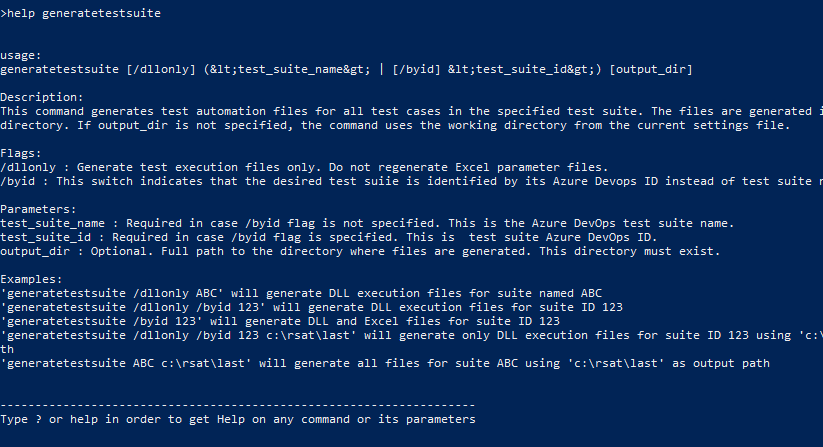 >help generatetestsuite
usage:
generatetestsuite [/dllonly] (&lt;test_suite_name&gt; | [/byid] &lt;test_suite_id&gt;) [output_dir]
Description:
This command generates test automation files for all test cases in the specified test suite. The files are generated i
directory. If output_dir is not specified, the command uses the working directory from the current settings file.
Flags:
/dllonly : Generate test execution files only. Do not regenerate Excel parameter files.
/byid : This switch indicates that the desired test suiie is identified by its Azure Devops ID instead of test suite n
Parameters:
test_suite_name : Required in case /byid flag is not specified. This is the Azure DevOps test suite name.
test_suite_id : Required in case /byid flag is specified. This is  test suite Azure DevOps ID.
output_dir : Optional. Full path to the directory where files are generated. This directory must exist.
Examples:
'generatetestsuite /dllonly ABC' will generate DLL execution files for suite named ABC
'generatetestsuite /dllonly /byid 123' will generate DLL execution files for suite ID 123
'generatetestsuite /byid 123' will generate DLL and Excel files for suite ID 123
'generatetestsuite /dllonly /byid 123 c:\rsat\last' will generate only DLL execution files for suite ID 123 using 'c:\
th
'generatetestsuite ABC c:\rsat\last' will generate all files for suite ABC using 'c:\rsat\last' as output path
--------------------------------------------------------------------
Type ? or help in order to get Help on any command or its parameters